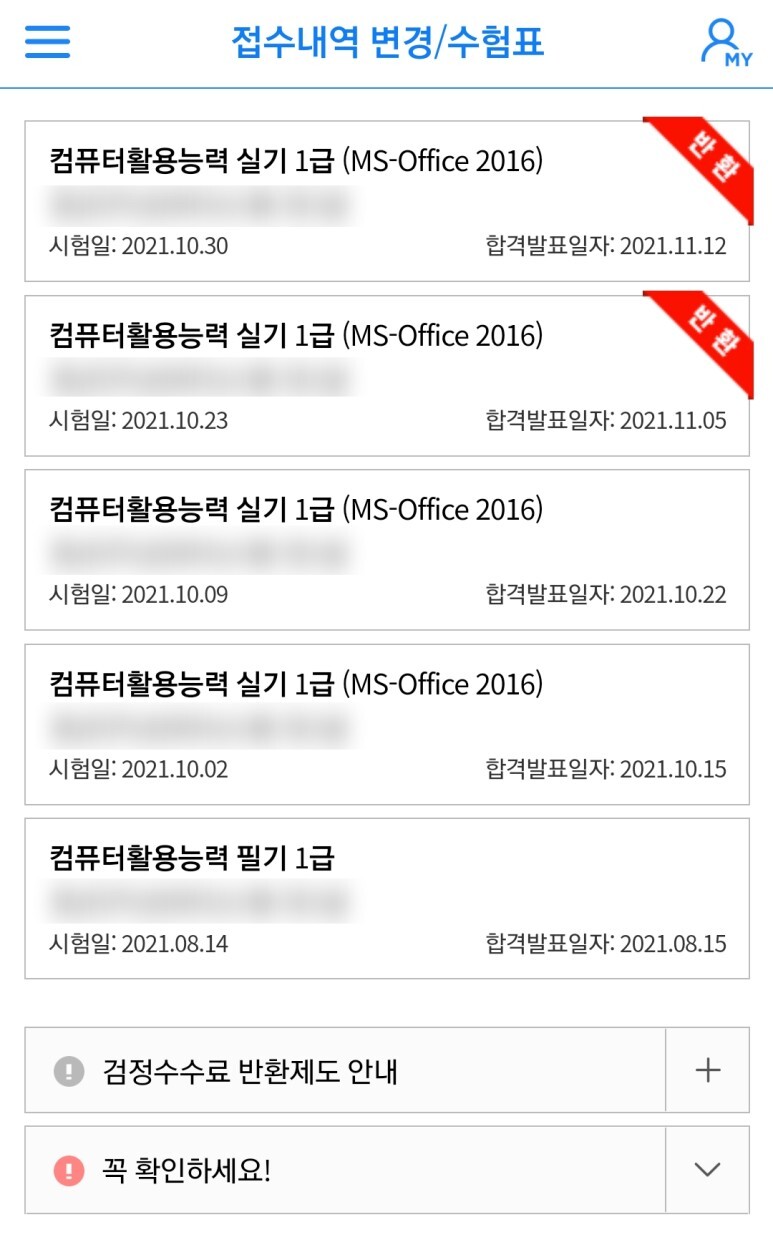 접수내역 변경/수험표
MY
컴퓨터활용능력 실기 1급 (MS-Office 2016)
반환
시험일: 2021.10.30 합격발표일자: 2021.11.12
컴퓨터활용능력 실기 1급 (MS-Office 2016)
반환
시험일: 2021.10.23 합격발표일자: 2021.11.05
컴퓨터활용능력 실기 1급 (MS-Office 2016)
시험일: 2021.10.09 합격발표일자: 2021.10.22
컴퓨터활용능력 실기 1급 (MS-Office 2016)
시험일: 2021.10.02 합격발표일자: 2021.10.15
컴퓨터활용능력 필기 1급
시험일: 2021.08.14 합격발표일자: 2021.08.15
검정수수료 반환제도 안내
꼭 확인하세요!